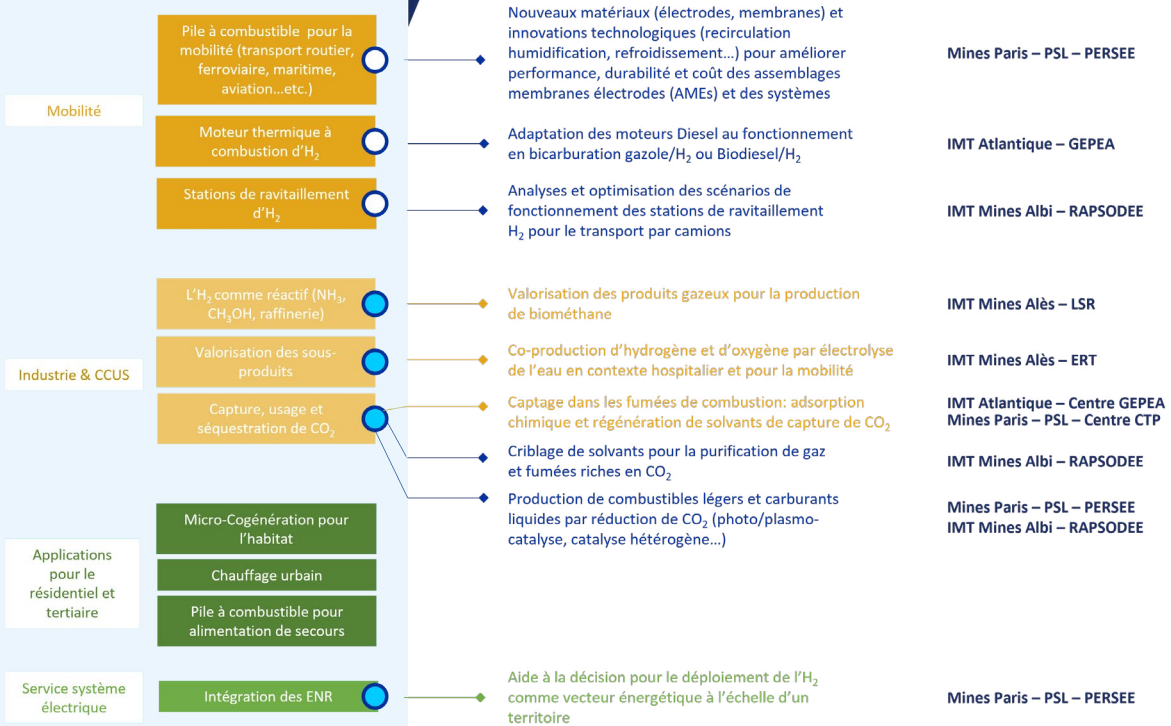 Mobilité
Pile à combustible pour la
mobilité (transport routier,
ferroviaire, maritime,
aviation...etc.)
Nouveaux matériaux (électrodes, membranes) et
innovations technologiques (recirculation
humidification, refroidissement...) pour améliorer
performance, durabilité et coût des assemblages
membranes électrodes (AMEs) et des systèmes
Mines Paris – PSL – PERSEE
Moteur thermique à
combustion d'H₂
Adaptation des moteurs Diesel au fonctionnement
en bicarburation gazole/H₂ ou Biodiesel/H₂
IMT Atlantique – GEPEA
Stations de ravitaillement
d'H₂
Analyses et optimisation des scénarios de
fonctionnement des stations de ravitaillement
H₂ pour le transport par camions
IMT Mines Albi – RAPSODEE
Industrie & CCUS
L'H₂ comme réactif (NH₃,
CH₃OH, raffinerie)
Valorisation des produits gazeux pour la production
de biométhane
IMT Mines Alès – LSR
Valorisation des sous-
produits
Co-production d'hydrogène et d'oxygène par électrolyse
de l'eau en contexte hospitalier et pour la mobilité
IMT Mines Alès – ERT
Capture, usage et
séquestration de CO₂
Captage dans les fumées de combustion: adsorption
chimique et régénération de solvants de capture de CO₂
IMT Atlantique – Centre GEPEA
Mines Paris – PSL – Centre CTP
Criblage de solvants pour la purification de gaz
et fumées riches en CO₂
IMT Mines Albi – RAPSODEE
Production de combustibles légers et carburants
liquides par réduction de CO₂ (photo/plasmo-
catalyse, catalyse hétérogène...)
Mines Paris – PSL – PERSEE
IMT Mines Albi – RAPSODEE
Applications
pour le
résidentiel et
tertiaire
Micro-Cogénération pour
l'habitat
Chauffage urbain
Pile à combustible pour
alimentation de secours
Service système
électrique
Intégration des ENR
Aide à la décision pour le déploiement de l'H₂
comme vecteur énergétique à l'échelle d'un
territoire
Mines Paris – PSL – PERSEE